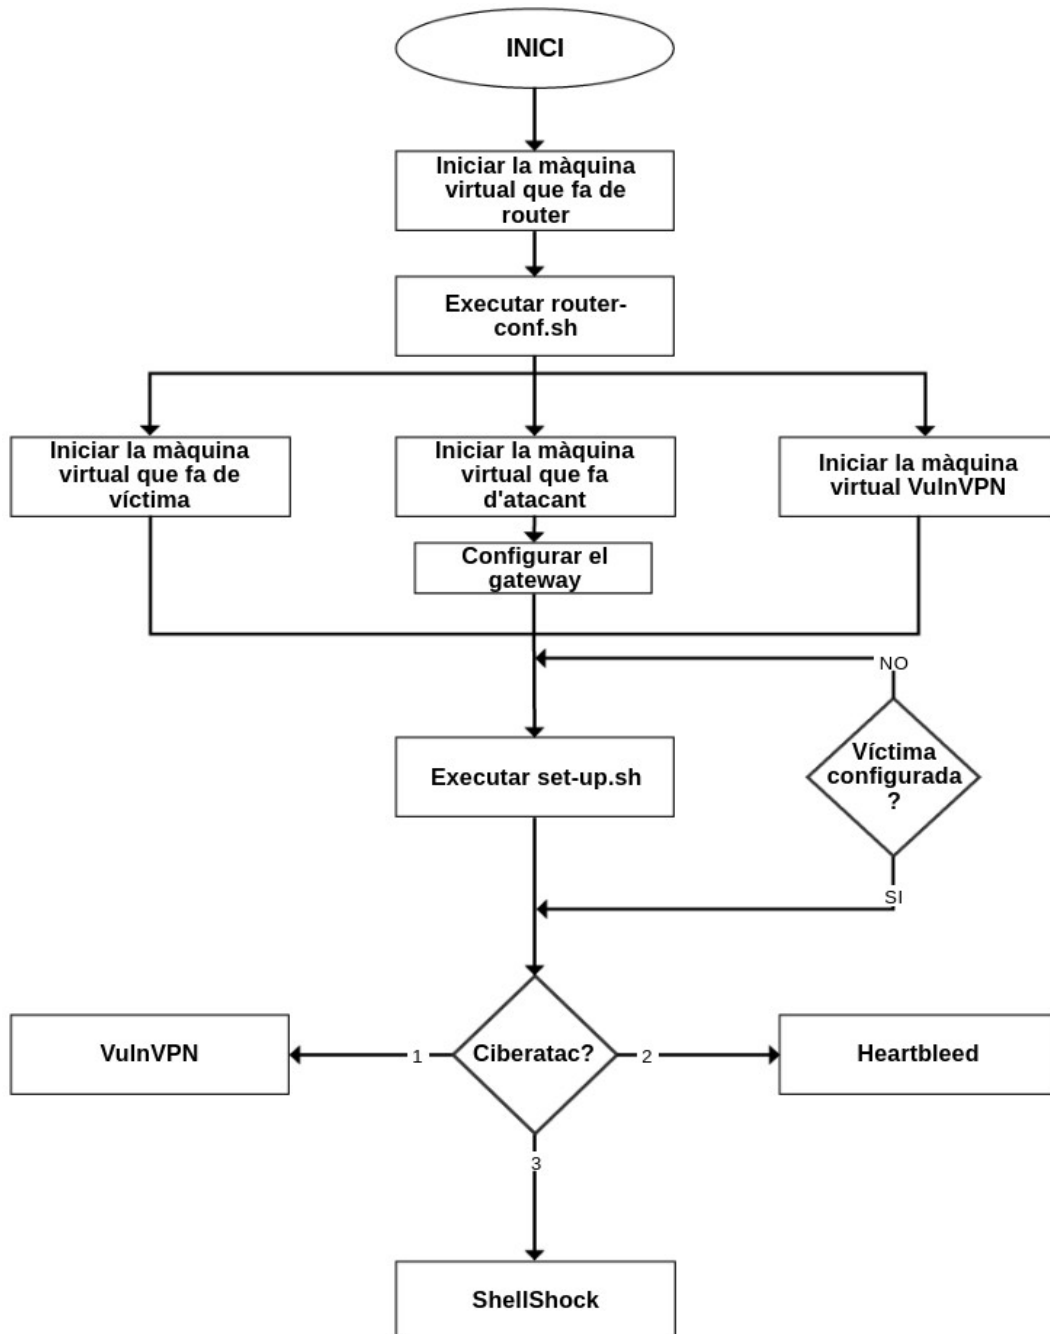 INICI
Iniciar la màquina
virtual que fa de
router
Executar router-
conf.sh
Iniciar la màquina
virtual que fa de
víctima
Iniciar la màquina
virtual que fa
d'atacant
Iniciar la màquina
virtual VulnVPN
Configurar el
gateway
NO
Víctima
configurada
?
Executar set-up.sh
SI
VulnVPN
1
Ciberatac?
2
Heartbleed
3
ShellShock